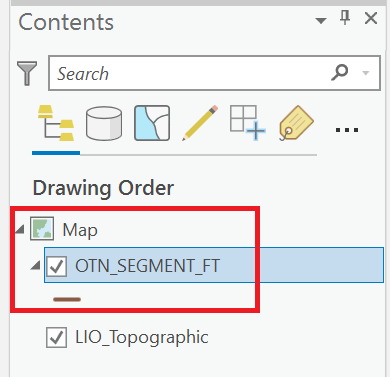 Contents
Search
Drawing Order
Map
OTN_SEGMENT_FT
LIO_Topographic